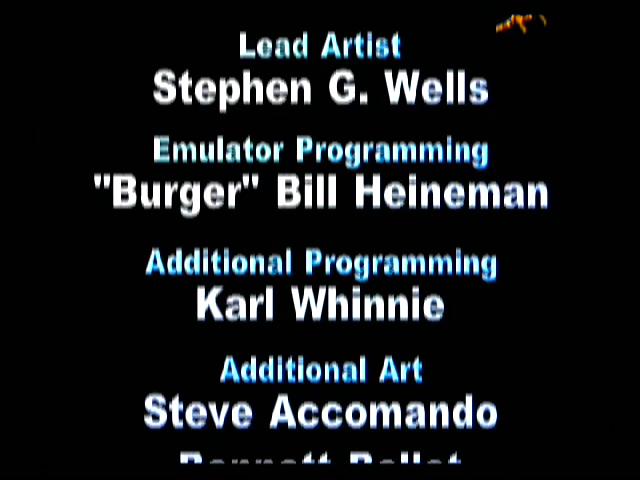 Lead Artist
Stephen G. Wells
Emulator Programming
"Burger" Bill Heineman
Additional Programming
Karl Whinnie
Additional Art
Steve Accomando